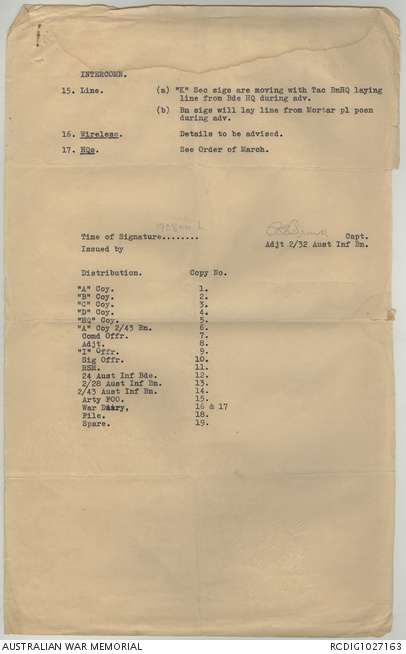 INTERCOMN.
15. Line. (a) "K" Sec sigs are moving with Tac BnHQ laying
line from Bde HQ during adv.
(b) Bn sigs will lay line from Mortar pl posn
during adv.
16. Wireless. Details to be advised.
17. HQs. See Order of March.
Time of Signature........ Capt.
Issued by Adjt 2/32 Aust Inf Bn.
Distribution. Copy No.
"A" Coy. 1.
"B" Coy. 2.
"C" Coy. 3.
"D" Coy. 4.
"HQ" Coy. 5.
"A" Coy 2/43 Bn. 6.
Comd Offr. 7.
Adjt. 8.
"I" Offr. 9.
Sig Offr. 10.
RSM. 11.
24 Aust Inf Bde. 12.
2/28 Aust Inf Bn. 13.
2/43 Aust Inf Bn. 14.
Arty FOO. 15.
War Diary, 16 & 17
File. 18.
Spare. 19.
AUSTRALIAN WAR MEMORIAL RCDIG1027163